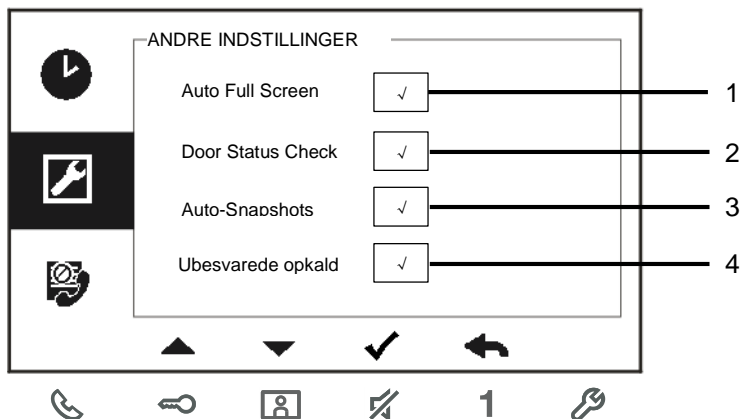 ANDRE INDSTILLINGER
Auto Full Screen √ 1
Door Status Check √ 2
Auto-Snapshots √ 3
Ubesvarede opkald √ 4
1